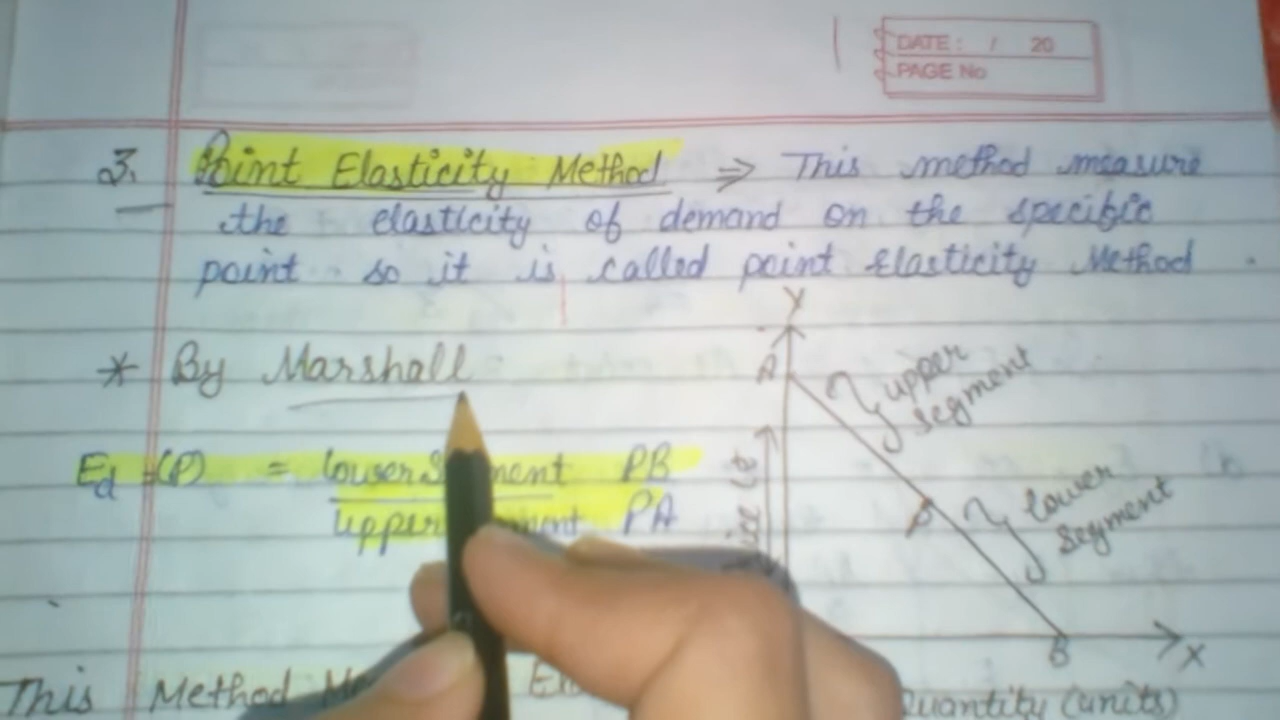 DATE : / 20
PAGE No
3. Point Elasticity Method ⇒ This method measure
the elasticity of demand on the specific
point so it is called point Elasticity Method .
* By Marshall
Ed (P) = lower Segment PB
upper PA
Y
A
upper
segment
P
lower
segment
B
X
This Method
Quantity (units)